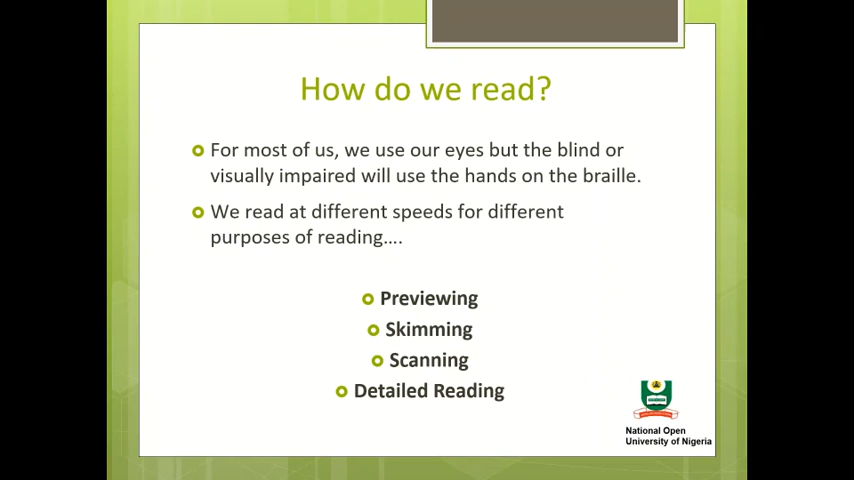 How do we read?
For most of us, we use our eyes but the blind or
visually impaired will use the hands on the braille.
We read at different speeds for different
purposes of reading....
Previewing
Skimming
Scanning
Detailed Reading
National Open
University of Nigeria